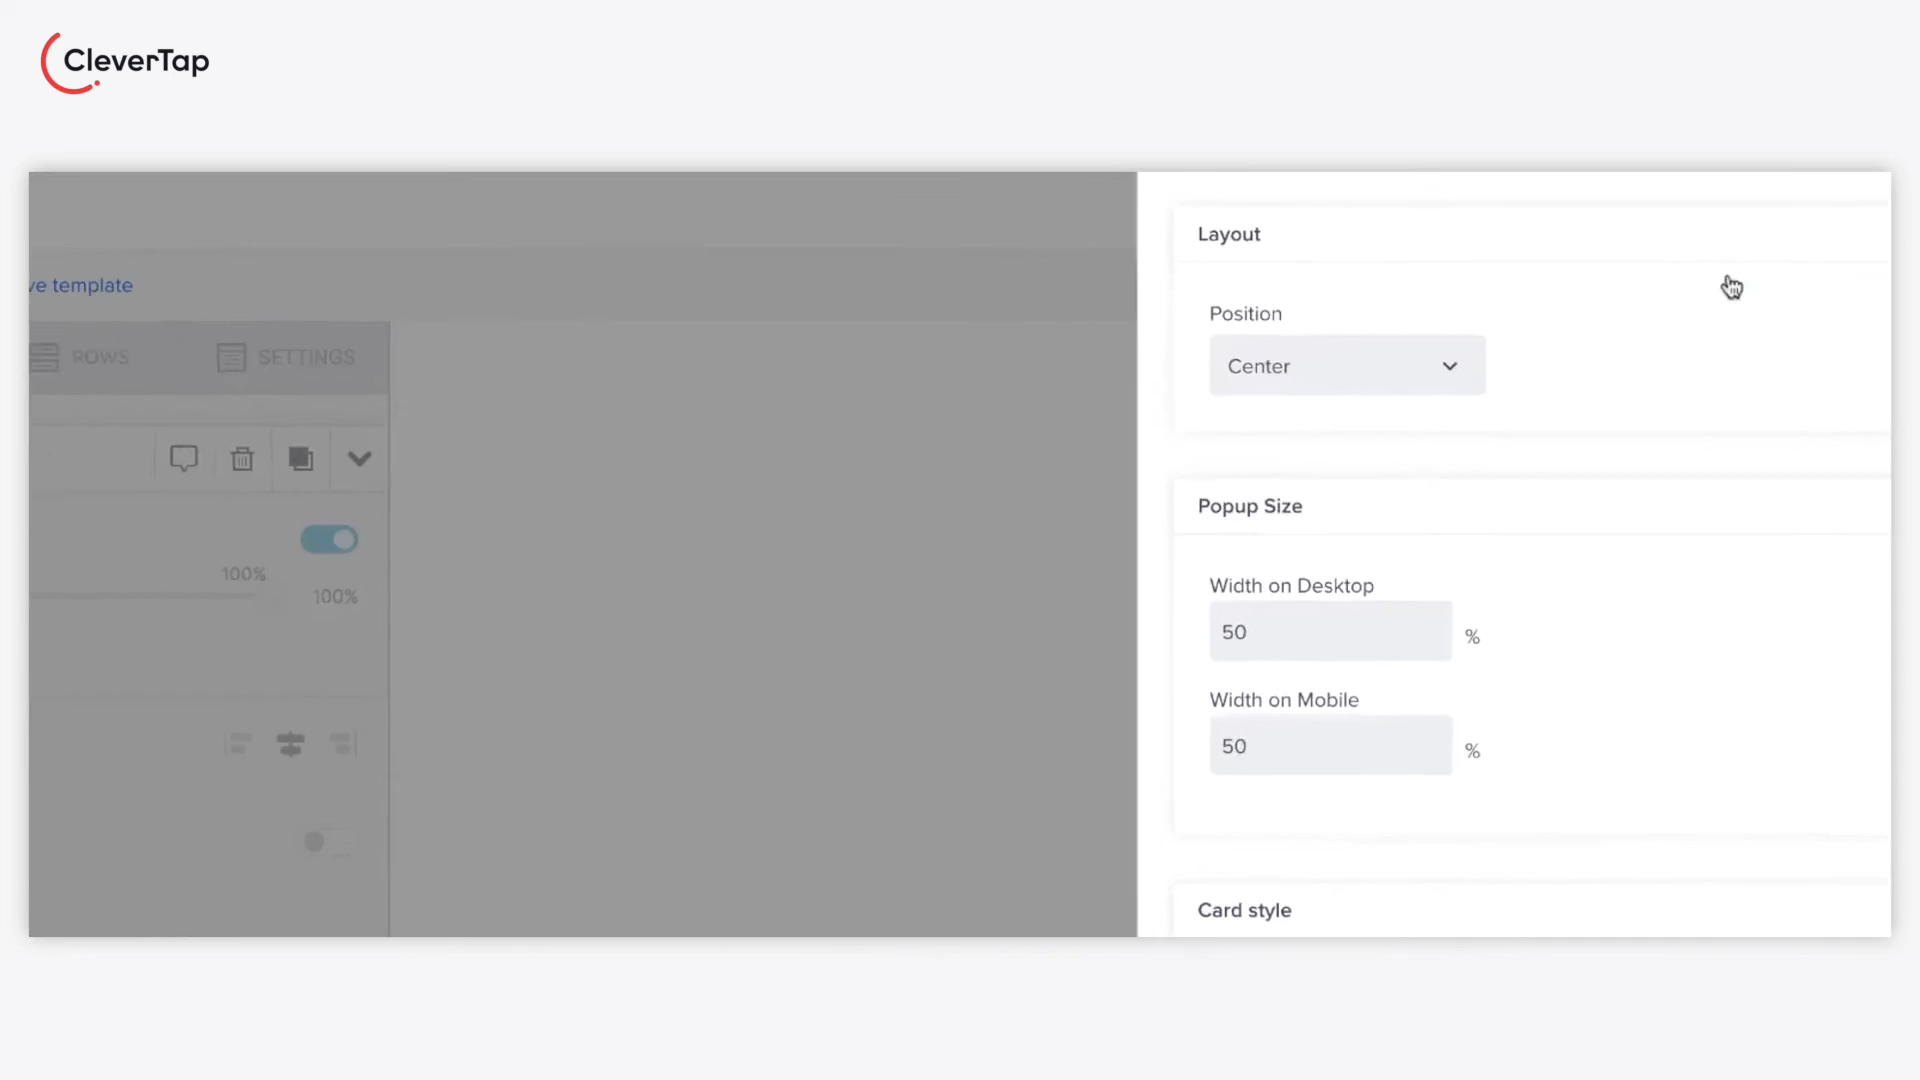 CleverTap
ve template
ROWS
SETTINGS
100%
100%
Layout
Position
Center
Popup Size
Width on Desktop
50
%
Width on Mobile
50
%
Card style